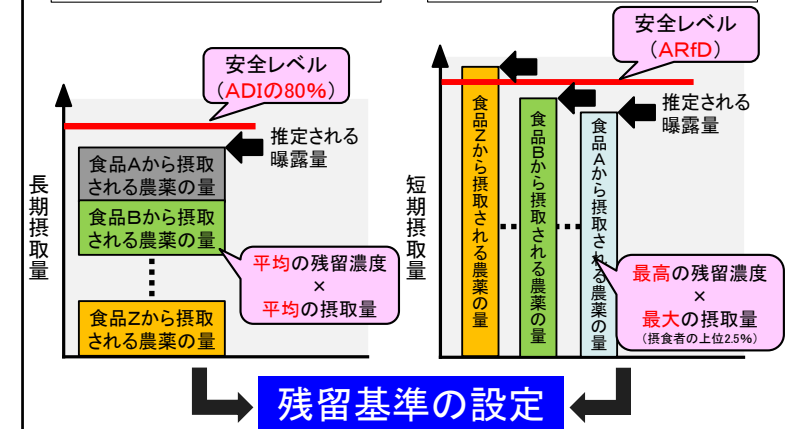 安全レベル
（ADIの80%）
推定される
曝露量
長期摂取量
食品Aから摂取
される農薬の量
食品Bから摂取
される農薬の量
食品Zから摂取
される農薬の量
平均の残留濃度
×
平均の摂取量
安全レベル
（ARfD）
推定される
曝露量
短期摂取量
食品Zから摂取される農薬の量
食品Bから摂取される農薬の量
食品Aから摂取される農薬の量
最高の残留濃度
×
最大の摂取量
（摂食者の上位2.5%）
残留基準の設定